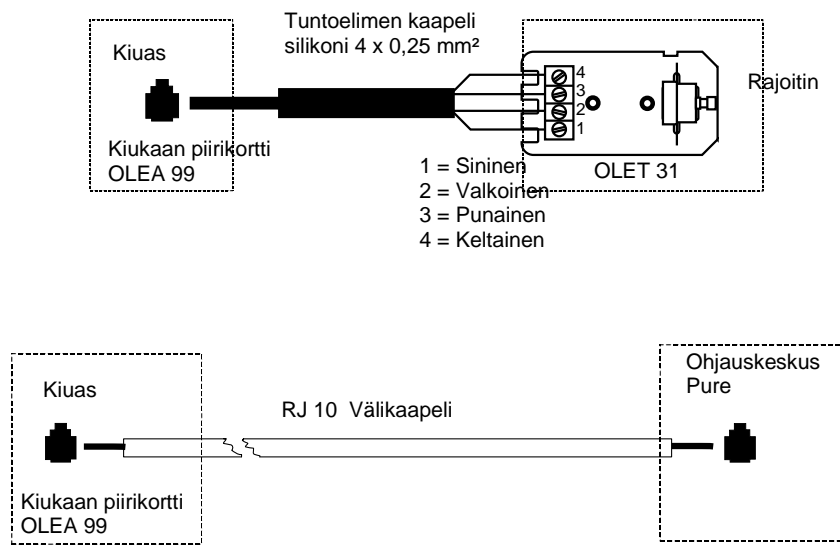 Tuntoelimen kaapeli
silikoni 4 x 0,25 mm²
Kiuas
4
3
2
1
Rajoitin
Kiukaan piirikortti
OLEA 99
OLET 31
1 = Sininen
2 = Valkoinen
3 = Punainen
4 = Keltainen
Kiuas
RJ 10 Välikaapeli
Ohjauskeskus
Pure
Kiukaan piirikortti
OLEA 99